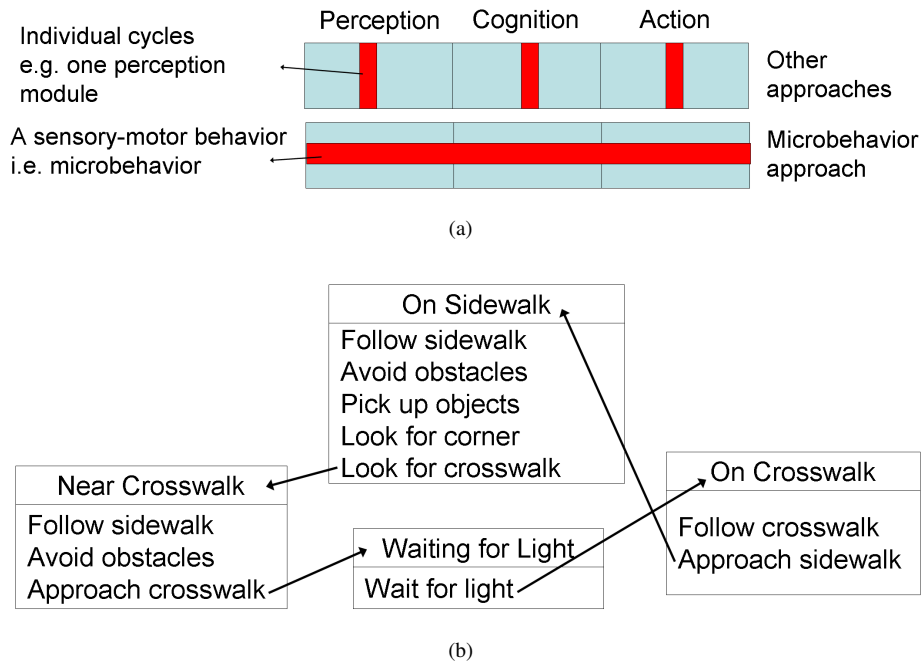 Perception
Cognition
Action
Individual cycles
e.g. one perception
module
Other
approaches
A sensory-motor behavior
i.e. microbehavior
Microbehavior
approach
(a)
On Sidewalk
Follow sidewalk
Avoid obstacles
Pick up objects
Look for corner
Look for crosswalk
Near Crosswalk
Follow sidewalk
Avoid obstacles
Approach crosswalk
Waiting for Light
Wait for light
On Crosswalk
Follow crosswalk
Approach sidewalk
(b)